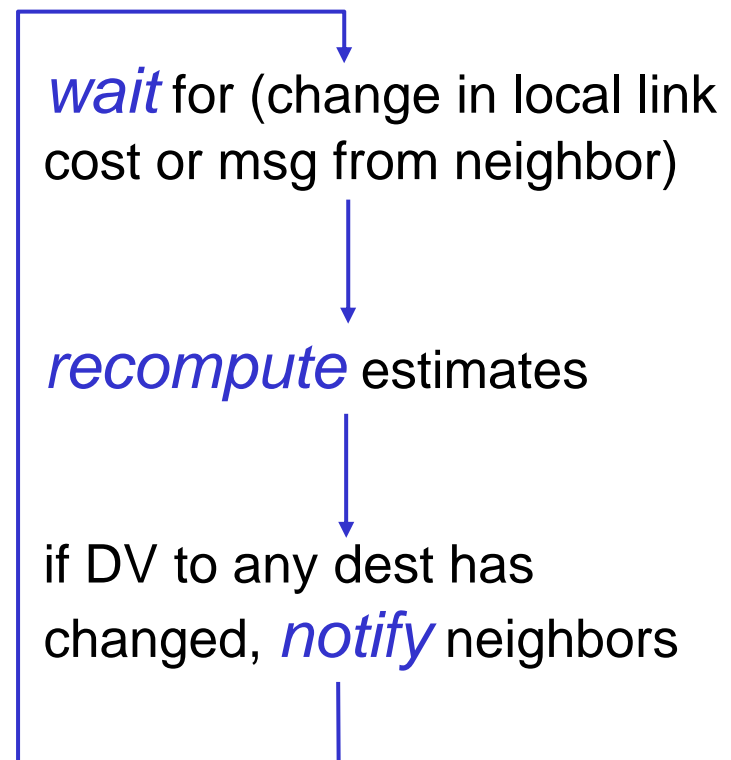 wait for (change in local link
cost or msg from neighbor)
recompute estimates
if DV to any dest has
changed, notify neighbors